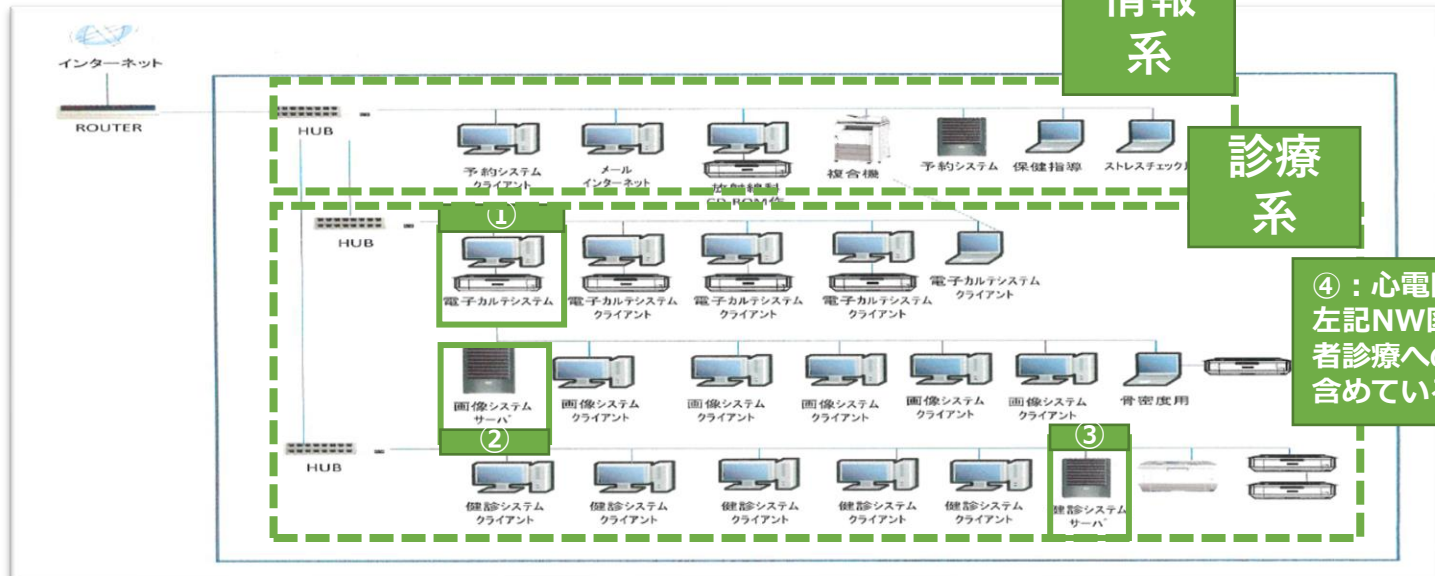 情報
系
インターネット
ROUTER
HUB
予約システム
クライアント
メール
インターネット
放射線科
CD-ROM作
複合機
予約システム
保健指導
ストレスチェック
診療
系
HUB
①
電子カルテシステム
電子カルテシステム
クライアント
電子カルテシステム
クライアント
電子カルテシステム
クライアント
電子カルテシステム
クライアント
④：心電
左記NW
者診療への
含めている
画像システム
サーバ
②
画像システム
クライアント
画像システム
クライアント
画像システム
クライアント
画像システム
クライアント
画像システム
クライアント
骨密度用
HUB
③
健診システム
クライアント
健診システム
クライアント
健診システム
クライアント
健診システム
クライアント
健診システム
クライアント
健診システム
サーバ